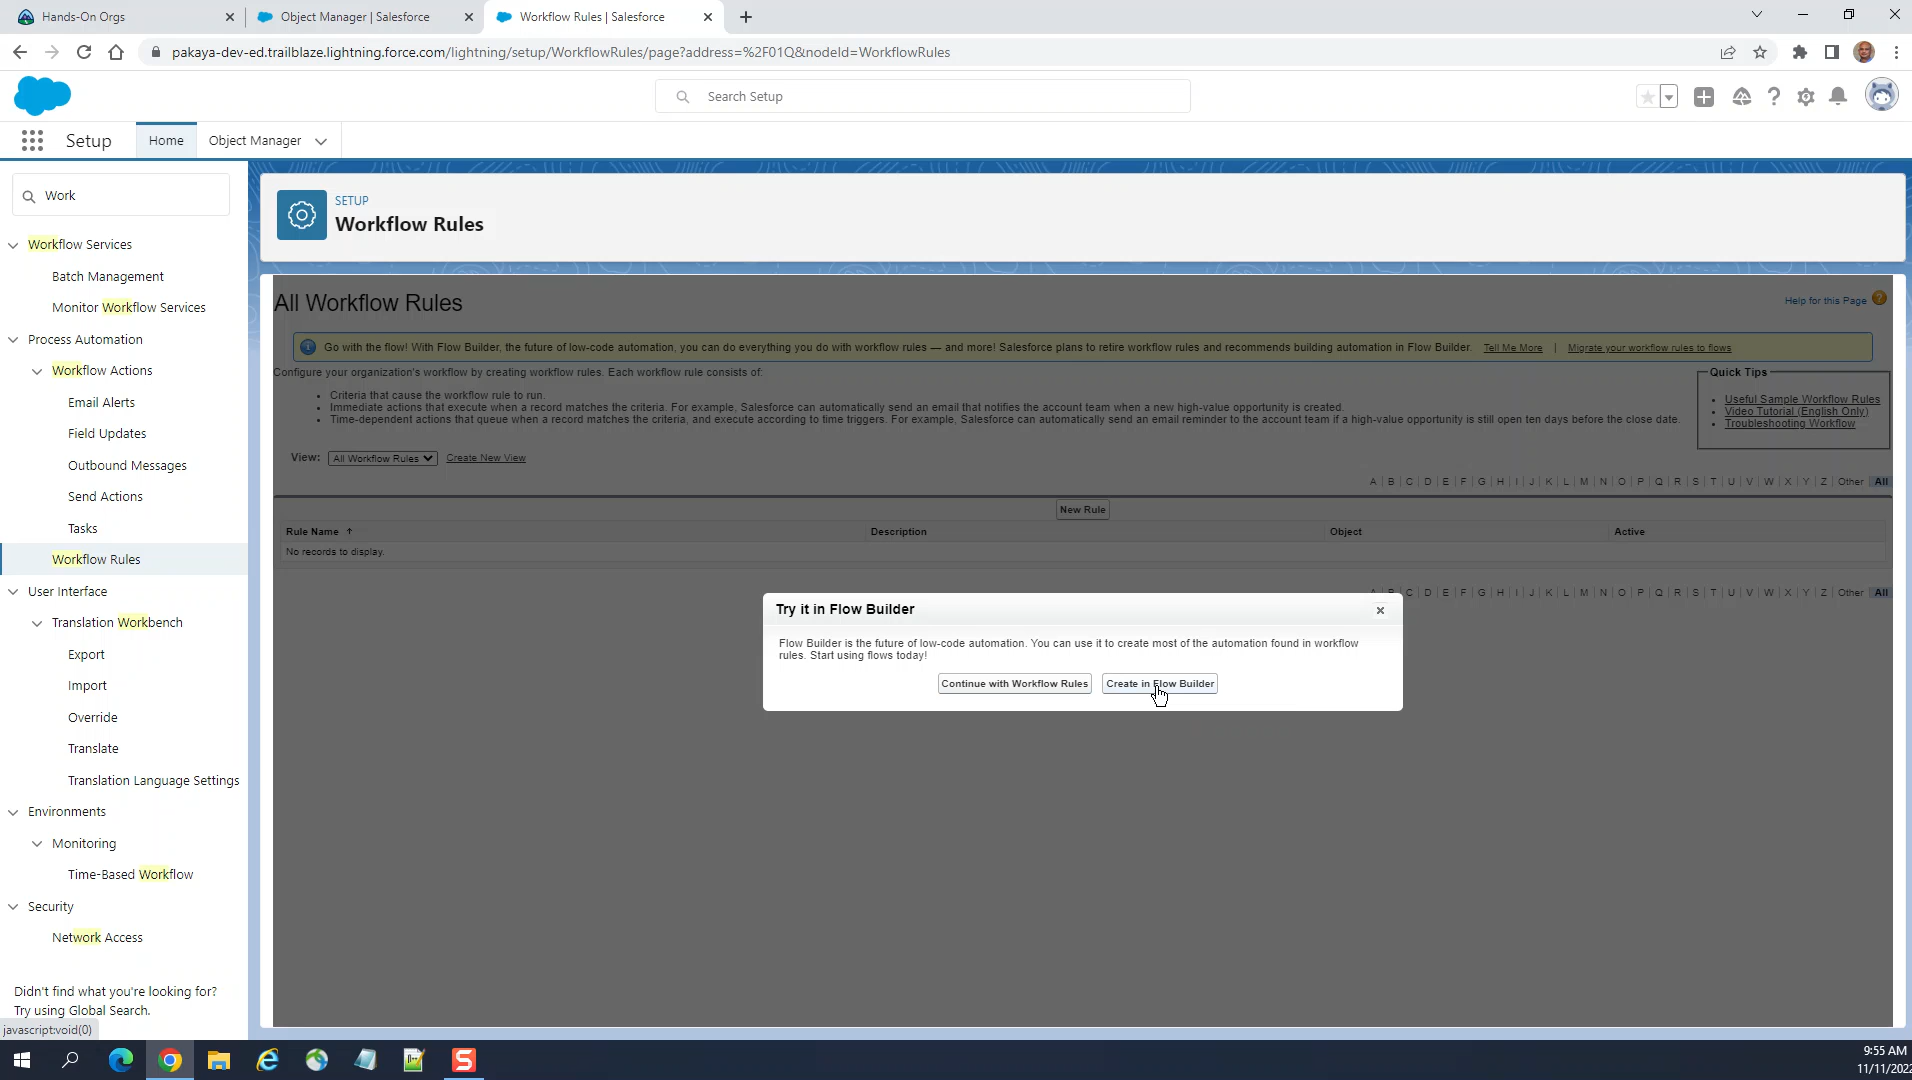 Hands-On Orgs
Object Manager | Salesforce
Workflow Rules | Salesforce
pakaya-dev-ed.trailblaze.lightning.force.com/lightning/setup/WorkflowRules/page?address=%2F01Q&nodeId=WorkflowRules
Search Setup
Setup
Home
Object Manager
Work
Workflow Services
Batch Management
Monitor Workflow Services
Process Automation
Workflow Actions
Email Alerts
Field Updates
Outbound Messages
Send Actions
Tasks
Workflow Rules
User Interface
Translation Workbench
Export
Import
Override
Translate
Translation Language Settings
Environments
Monitoring
Time-Based Workflow
Security
Network Access
Didn't find what you're looking for?
Try using Global Search.
javascript:void(0)
SETUP
Workflow Rules
All Workflow Rules
Help for this Page
Go with the flow! With Flow Builder, the future of low-code automation, you can do everything you do with workflow rules — and more! Salesforce plans to retire workflow rules and recommends building automation in Flow Builder. Tell Me More | Migrate your workflow rules to flows
Configure your organization's workflow by creating workflow rules. Each workflow rule consists of:
• Criteria that cause the workflow rule to run.
• Immediate actions that execute when a record matches the criteria. For example, Salesforce can automatically send an email that notifies the account team when a new high-value opportunity is created.
• Time-dependent actions that queue when a record matches the criteria, and execute according to time triggers. For example, Salesforce can automatically send an email reminder to the account team if a high-value opportunity is still open ten days before the close date.
Quick Tips
• Useful Sample Workflow Rules
• Video Tutorial (English Only)
• Troubleshooting Workflow
View: All Workflow Rules Create New View
A | B | C | D | E | F | G | H | I | J | K | L | M | N | O | P | Q | R | S | T | U | V | W | X | Y | Z | Other All
New Rule
Rule Name Description Object Active
No records to display.
A | B | C | D | E | F | G | H | I | J | K | L | M | N | O | P | Q | R | S | T | U | V | W | X | Y | Z | Other All
Try it in Flow Builder
Flow Builder is the future of low-code automation. You can use it to create most of the automation found in workflow
rules. Start using flows today!
Continue with Workflow Rules
Create in Flow Builder
9:55 AM
11/11/2022